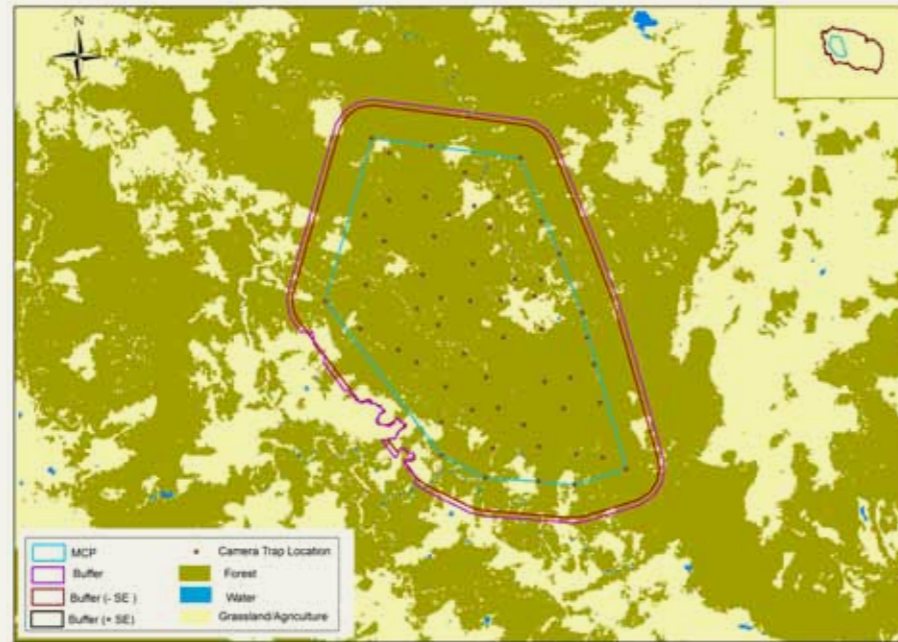 N
MCP
Buffer
Buffer (- SE )
Buffer (+ SE)
Camera Trap Location
Forest
Water
Grassland/Agriculture